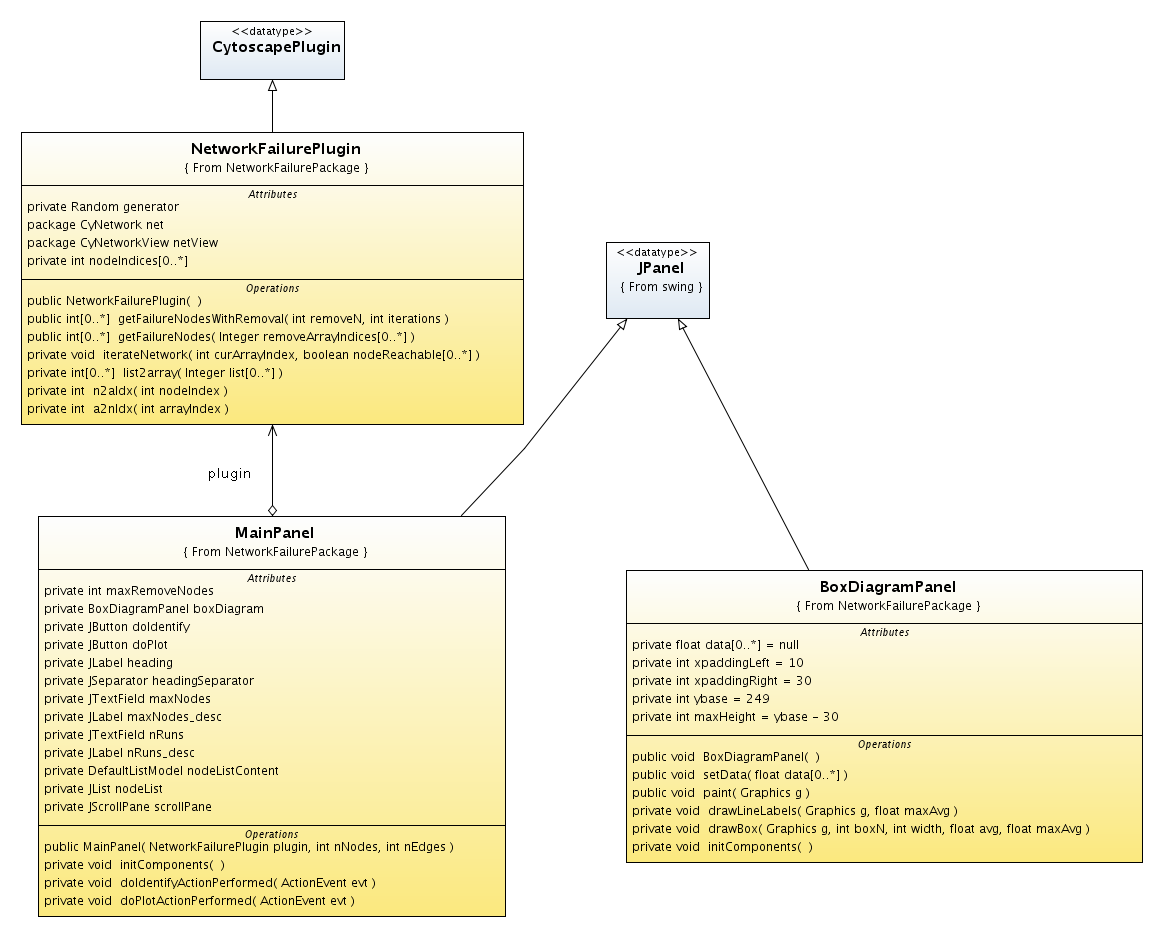 <<datatype>>
CytoscapePlugin
NetworkFailurePlugin
{ From NetworkFailurePackage }
Attributes
private Random generator
package CyNetwork net
package CyNetworkView netView
private int nodeIndices[0..*]
Operations
public NetworkFailurePlugin( )
public int[0..*] getFailureNodesWithRemoval( int removeN, int iterations )
public int[0..*] getFailureNodes( Integer removeArrayIndices[0..*] )
private void iterateNetwork( int curArrayIndex, boolean nodeReachable[0..*] )
private int[0..*] list2array( Integer list[0..*] )
private int n2aIdx( int nodeIndex )
private int a2nIdx( int arrayIndex )
<<datatype>>
JPanel
{ From swing }
plugin
MainPanel
{ From NetworkFailurePackage }
Attributes
private int maxRemoveNodes
private BoxDiagramPanel boxDiagram
private JButton doIdentify
private JButton doPlot
private JLabel heading
private JSeparator headingSeparator
private JTextField maxNodes
private JLabel maxNodes_desc
private JTextField nRuns
private JLabel nRuns_desc
private DefaultListModel nodeListContent
private JList nodeList
private JScrollPane scrollPane
Operations
public MainPanel( NetworkFailurePlugin plugin, int nNodes, int nEdges )
private void initComponents( )
private void doIdentifyActionPerformed( ActionEvent evt )
private void doPlotActionPerformed( ActionEvent evt )
BoxDiagramPanel
{ From NetworkFailurePackage }
Attributes
private float data[0..*] = null
private int xpaddingLeft = 10
private int xpaddingRight = 30
private int ybase = 249
private int maxHeight = ybase - 30
Operations
public void BoxDiagramPanel( )
public void setData( float data[0..*] )
public void paint( Graphics g )
private void drawLineLabels( Graphics g, float maxAvg )
private void drawBox( Graphics g, int boxN, int width, float avg, float maxAvg )
private void initComponents( )